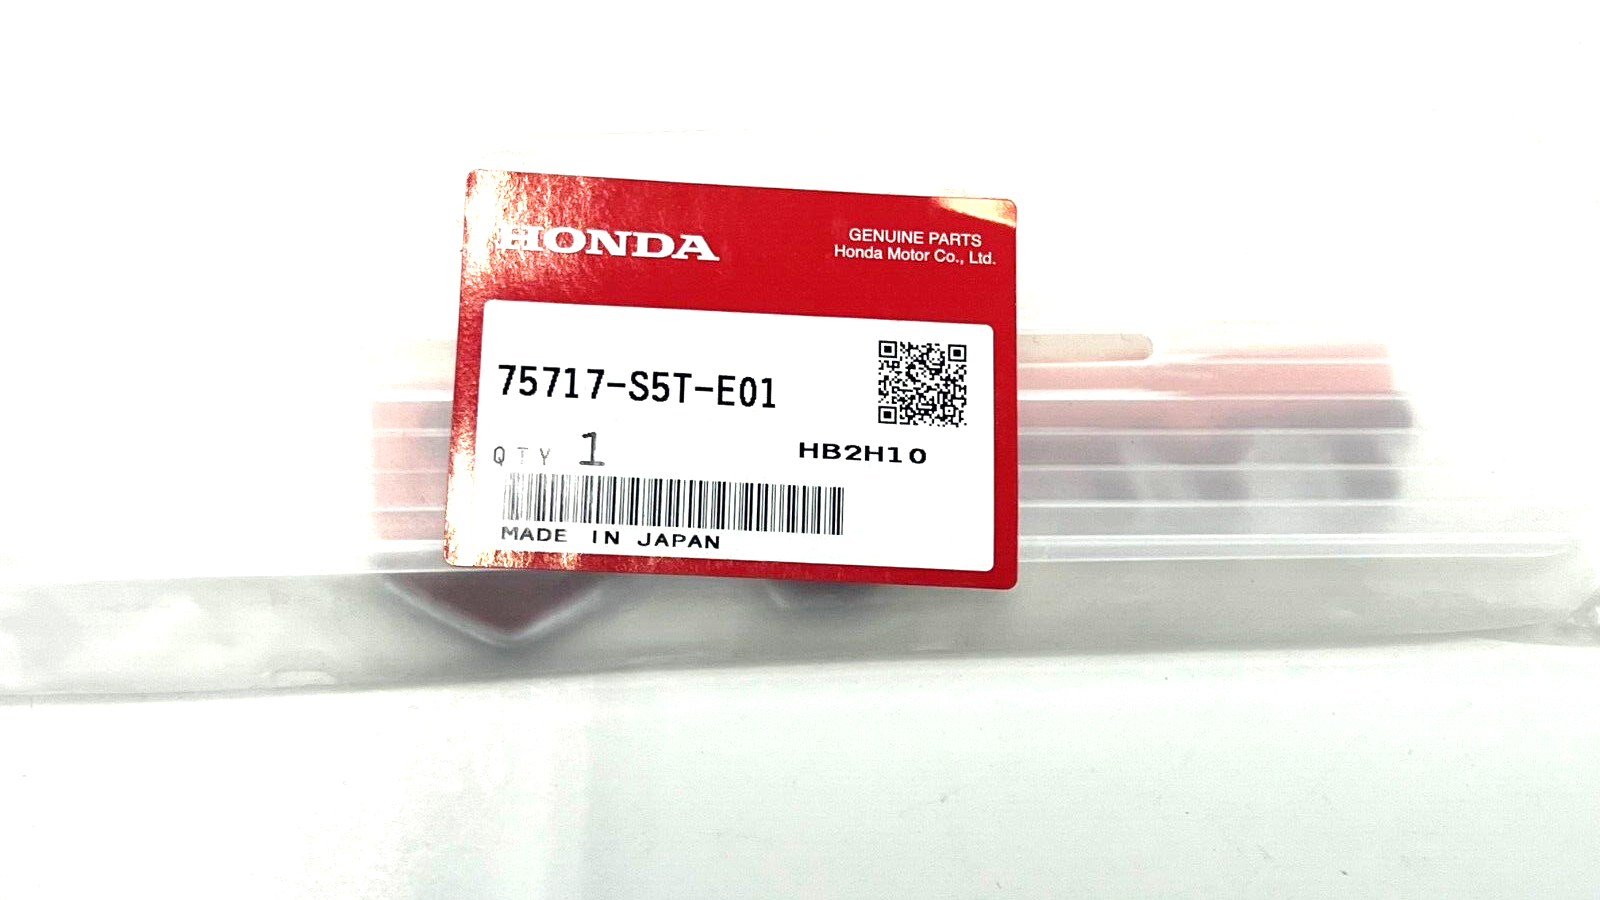 HONDA
GENUINE PARTS
Honda Motor Co., Ltd.
75717-S5T-E01
QTY 1
HB2H10
MADE IN JAPAN